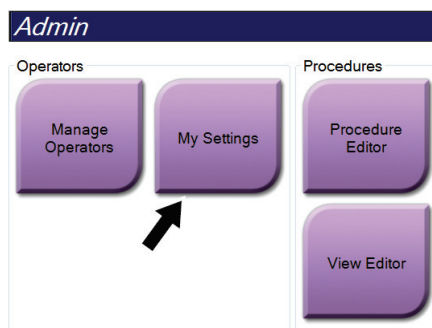 Admin
Operators
Manage
Operators
My Settings
Procedures
Procedure
Editor
View Editor